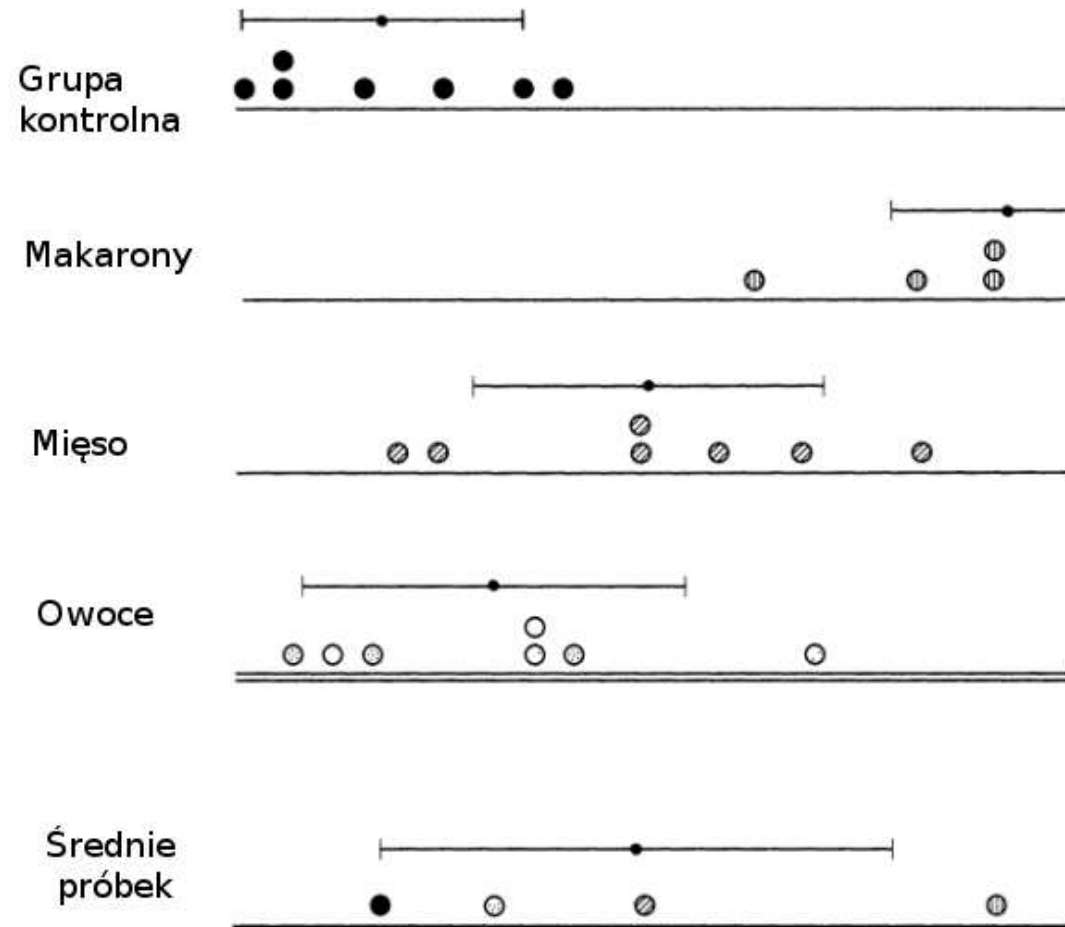 Grupa
kontrolna
Makarony
Mięso
Owoce
Średnie
próbek